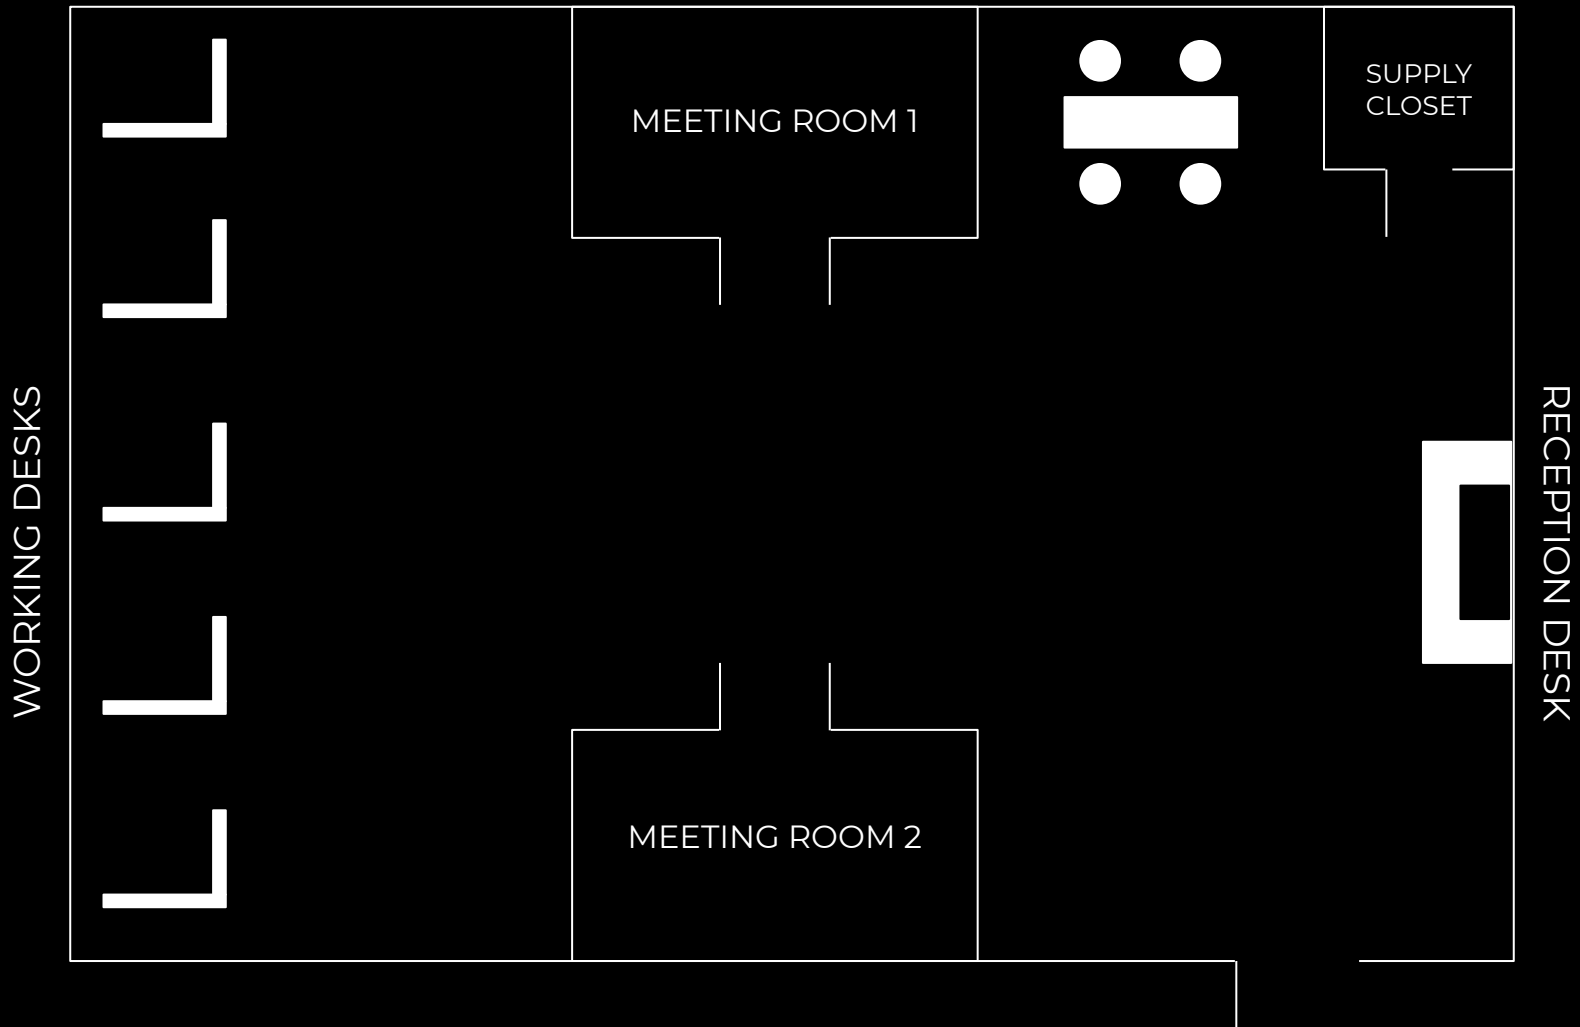 MEETING ROOM 1
SUPPLY
CLOSET
WORKING DESKS
RECEPTION DESK
MEETING ROOM 2